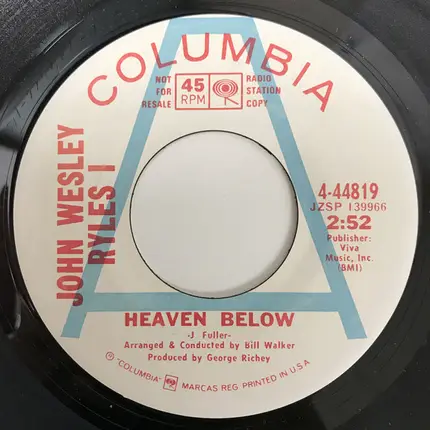 COLUMBIA
NOT FOR RESALE
45 RPM
RADIO STATION COPY
JOHN WESLEY
RYLES I
4-44819
JZSP 139966
2:52
Publisher:
Viva
Music, Inc.
(BMI)
A
HEAVEN BELOW
-J Fuller-
Arranged & Conducted by Bill Walker
Produced by George Richey
® "COLUMBIA" MARCAS REG. PRINTED IN U.S.A.